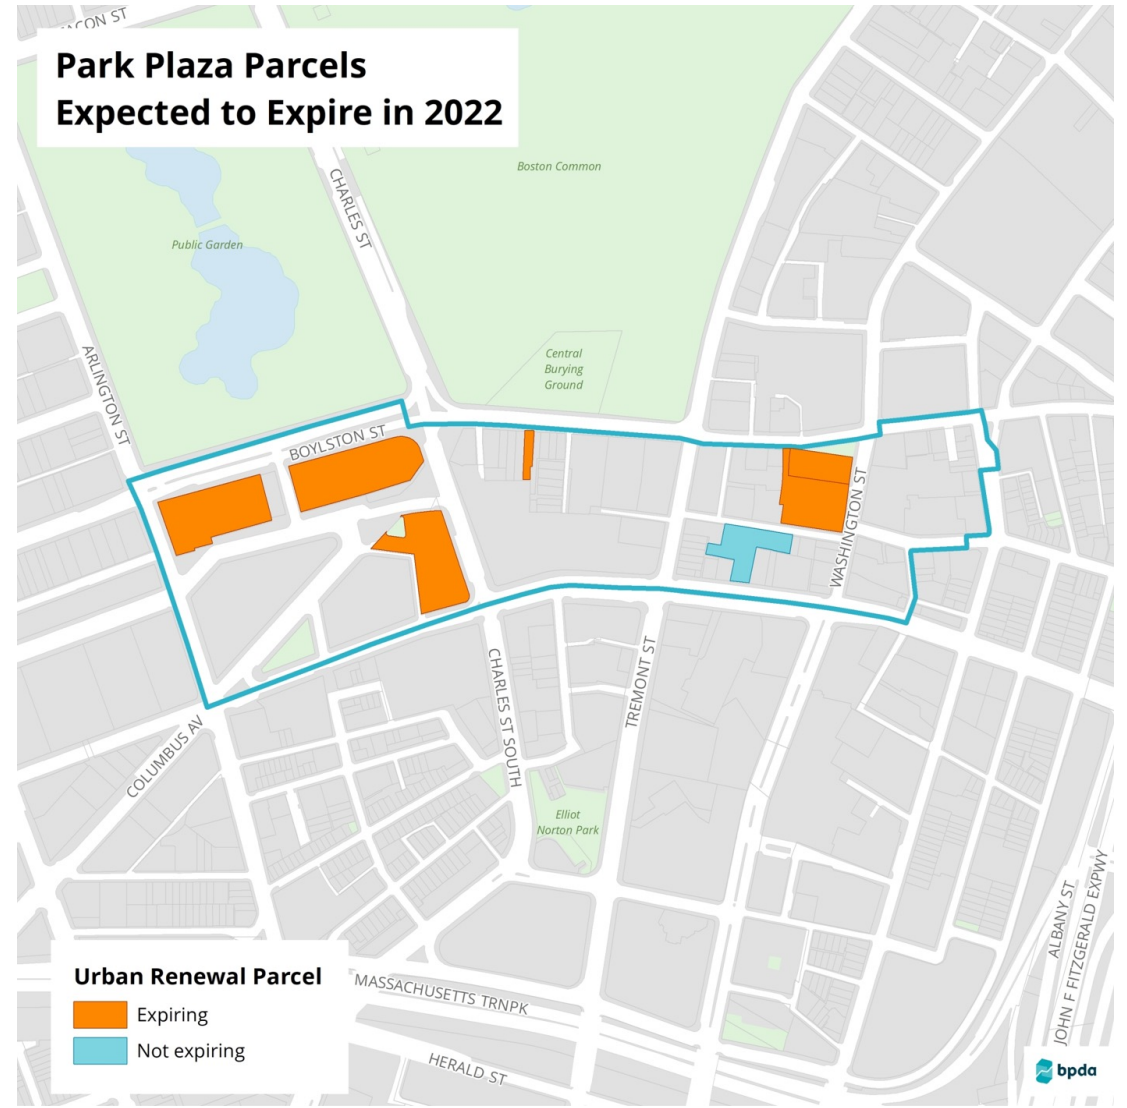 ACON ST
Park Plaza Parcels
Expected to Expire in 2022
Boston Common
CHARLES ST
Public Garden
Central
Burying
Ground
ARLINGTON ST
BOYLSTON ST
WASHINGTON ST
COLUMBUS AV
CHARLES ST SOUTH
TREMONT ST
Elliot
Norton Park
ALBANY ST
JOHN F FITZGERALD EXPWY
MASSACHUSETTS TRNPK
HERALD ST
Urban Renewal Parcel
Expiring
Not expiring
bpda